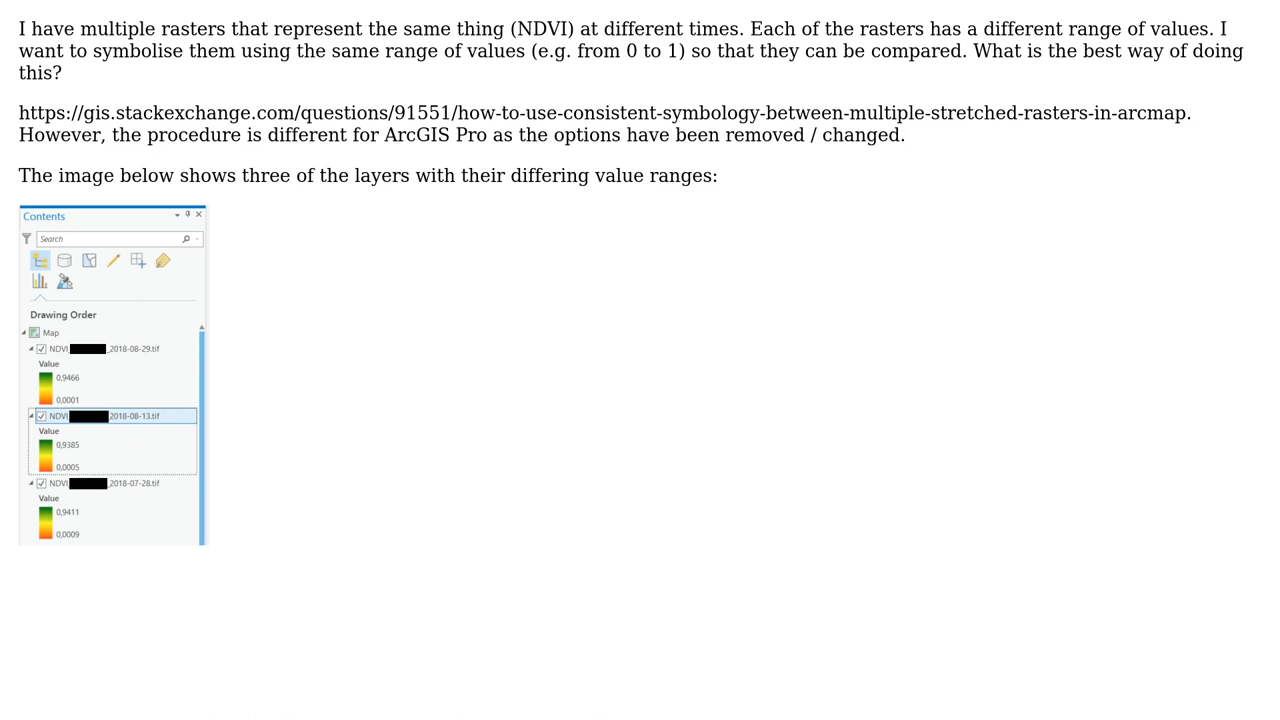 I have multiple rasters that represent the same thing (NDVI) at different times. Each of the rasters has a different range of values. I
want to symbolise them using the same range of values (e.g. from 0 to 1) so that they can be compared. What is the best way of doing
this?
https://gis.stackexchange.com/questions/91551/how-to-use-consistent-symbology-between-multiple-stretched-rasters-in-arcmap.
However, the procedure is different for ArcGIS Pro as the options have been removed / changed.
The image below shows three of the layers with their differing value ranges:
Contents
Search
Drawing Order
Map
NDVI_ _2018-08-29.tif
Value
0,9466
0,0001
NDVI 2018-08-13.tif
Value
0,9385
0,0005
NDVI_ _2018-07-28.tif
Value
0,9411
0,0009